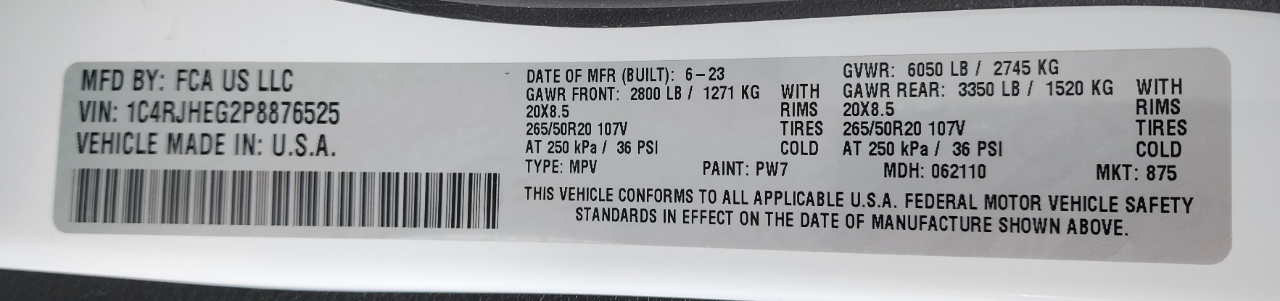 MFD BY: FCA US LLC
VIN: 1C4RJHEG2P8876525
VEHICLE MADE IN: U.S.A.
DATE OF MFR (BUILT): 6-23
GAWR FRONT: 2800 LB / 1271 KG WITH
20X8.5 RIMS
265/50R20 107V TIRES
AT 250 kPa / 36 PSI COLD
GVWR: 6050 LB / 2745 KG
GAWR REAR: 3350 LB / 1520 KG WITH
20X8.5 RIMS
265/50R20 107V TIRES
AT 250 kPa / 36 PSI COLD
TYPE: MPV PAINT: PW7 MDH: 062110 MKT: 875
THIS VEHICLE CONFORMS TO ALL APPLICABLE U.S.A. FEDERAL MOTOR VEHICLE SAFETY
STANDARDS IN EFFECT ON THE DATE OF MANUFACTURE SHOWN ABOVE.